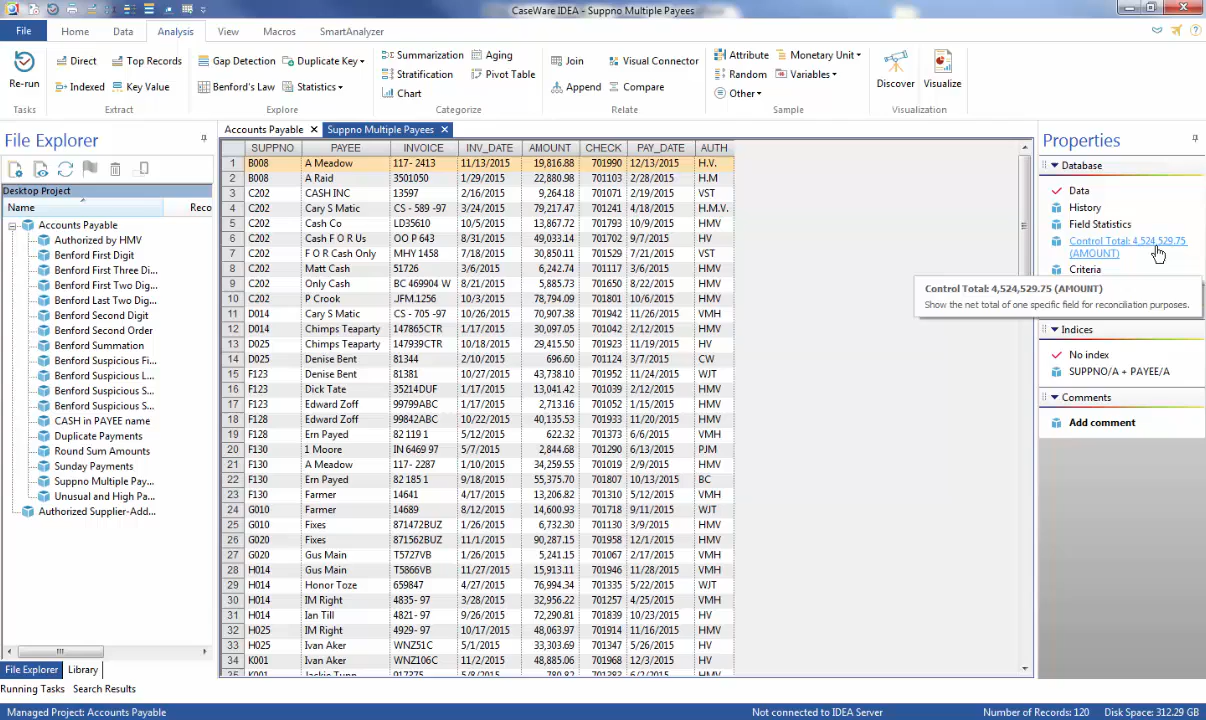 CaseWare IDEA - Suppno Multiple Payees
File Home Data Analysis View Macros SmartAnalyzer
Re-run
Tasks
Direct Top Records
Indexed Key Value
Extract
Gap Detection Duplicate Key
Benford's Law Statistics
Explore
Summarization Aging
Stratification Pivot Table
Chart
Categorize
Join Visual Connector
Append Compare
Relate
Attribute Monetary Unit
Random Variables
Other
Sample
Discover Visualize
Visualization
File Explorer
Desktop Project
Name Reco
Accounts Payable
Authorized by HMV
Benford First Digit
Benford First Three Di...
Benford First Two Dig...
Benford Last Two Dig...
Benford Second Digit
Benford Second Order
Benford Summation
Benford Suspicious Fi...
Benford Suspicious L...
Benford Suspicious S...
Benford Suspicious S...
CASH in PAYEE name
Duplicate Payments
Round Sum Amounts
Sunday Payments
Suppno Multiple Pay...
Unusual and High Pa...
Authorized Supplier-Add...
File Explorer Library
Running Tasks Search Results
Accounts Payable Suppno Multiple Payees
SUPPNO PAYEE INVOICE INV_DATE AMOUNT CHECK PAY_DATE AUTH
1 B008 A Meadow 117- 2413 11/13/2015 19,816.88 701990 12/13/2015 H.V.
2 B008 A Raid 3501050 1/29/2015 22,880.98 701103 2/28/2015 H.M
3 C202 CASH INC 13597 2/16/2015 9,264.18 701071 2/19/2015 VST
4 C202 Cary S Matic CS - 589 -97 3/24/2015 79,217.47 701241 4/18/2015 H.M.V.
5 C202 Cash Co LD35610 10/5/2015 13,867.72 701793 10/9/2015 HV
6 C202 Cash F O R Us OO P 643 8/31/2015 49,033.14 701697 9/7/2015 HV
7 C202 F O R Cash Only MHY 1458 7/18/2015 30,850.11 701529 7/21/2015 VST
8 C202 Matt Cash 51726 3/6/2015 6,242.74 701117 3/6/2015 HMV
9 C202 Only Cash BC 469904 W 8/21/2015 5,885.73 701650 8/22/2015 HMV
10 C202 P Crook JFM.1256 10/3/2015 78,794.09 701801 10/8/2015 HMV
11 D014 Cary S Matic CS - 705 -97 10/26/2015 70,907.38 701942 11/26/2015 VMH
12 D014 Chimps Teaparty 147865CTR 1/17/2015 30,097.05 701042 2/12/2015 HMV
13 D025 Chimps Teaparty 147939CTR 10/18/2015 29,415.50 701923 11/19/2015 HV
14 D025 Denise Bent 81344 2/10/2015 696.60 701124 3/7/2015 CW
15 F123 Denise Bent 81381 10/27/2015 43,738.10 701952 11/24/2015 WJT
16 F123 Dick Tate 35214DUF 1/17/2015 13,041.42 701039 2/12/2015 HMV
17 F123 Edward Zoff 99799ABC 1/7/2015 2,713.16 701037 1/15/2015 HMV
18 F128 Edward Zoff 99842ABC 10/22/2015 40,135.53 701933 11/20/2015 HMV
19 F128 Ern Payed 82 119 1 5/12/2015 622.32 701373 6/6/2015 VMH
20 F130 1 Moore IN 6469 97 5/7/2015 2,844.68 701290 6/13/2015 PJM
21 F130 A Meadow 117- 2287 1/10/2015 34,259.55 701019 2/9/2015 HMV
22 F130 Ern Payed 82 185 1 9/18/2015 55,375.70 701807 10/13/2015 BC
23 F130 Farmer 14641 4/17/2015 13,206.82 701310 5/12/2015 VMH
24 G010 Farmer 14689 8/12/2015 14,600.93 701718 9/11/2015 WJT
25 G010 Fixes 871472BUZ 1/26/2015 6,732.30 701130 3/9/2015 HMV
26 G020 Fixes 871562BUZ 11/1/2015 90,287.15 701958 12/1/2015 HMV
27 G020 Gus Main T5727VB 1/26/2015 5,241.15 701067 2/19/2015 VMH
28 H014 Gus Main T5866VB 11/27/2015 15,913.11 701946 11/28/2015 VMH
29 H014 Honor Toze 659847 4/27/2015 76,994.34 701335 5/22/2015 WJT
30 H014 IM Right 4835- 97 3/28/2015 32,956.22 701257 4/25/2015 VMH
31 H014 Ian Till 4821- 97 9/26/2015 72,290.81 701839 10/23/2015 HV
32 H025 IM Right 4929- 97 10/17/2015 48,063.97 701914 11/16/2015 HMV
33 H025 Ivan Aker WNZ51C 5/1/2015 33,303.69 701347 5/26/2015 HV
34 K001 Ivan Aker WNZ106C 11/2/2015 48,885.06 701968 11/30/2015 HV
Properties
Database
Data
History
Field Statistics
Control Total: 4,524,529.75
(AMOUNT)
Criteria
Control Total: 4,524,529.75 (AMOUNT)
Show the net total of one specific field for reconciliation purposes.
Indices
No index
SUPPNO/A + PAYEE/A
Comments
Add comment
Managed Project: Accounts Payable Not connected to IDEA Server Number of Records: 120 Disk Space: 312.29 GB